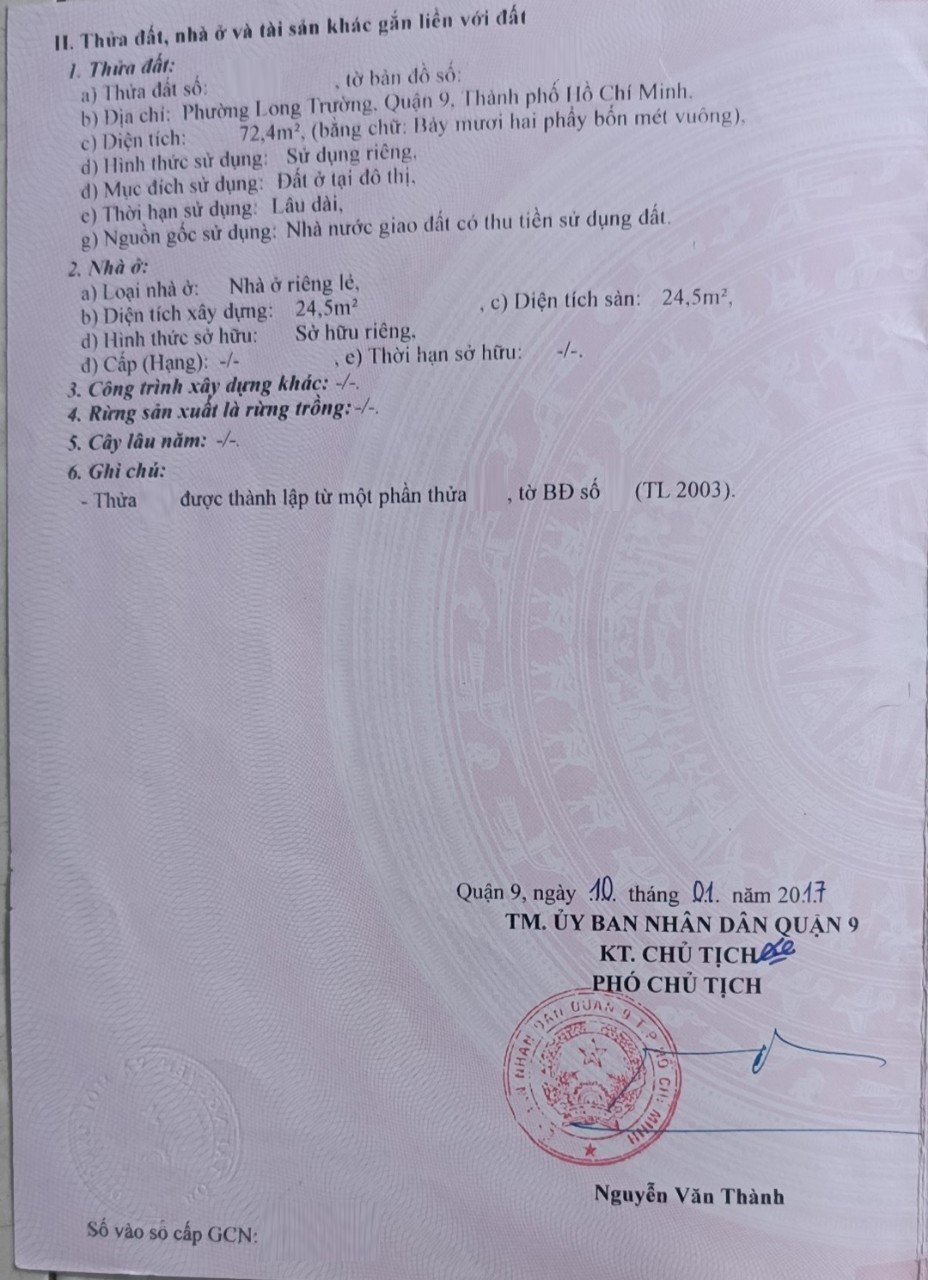 II. Thửa đất, nhà ở và tài sản khác gắn liền với đất
1. Thửa đất:
a) Thửa đất số: , tờ bản đồ số:
b) Địa chỉ: Phường Long Trường, Quận 9, Thành phố Hồ Chí Minh.
c) Diện tích: 72,4m², (bằng chữ: Bảy mươi hai phẩy bốn mét vuông),
d) Hình thức sử dụng: Sử dụng riêng,
đ) Mục đích sử dụng: Đất ở tại đô thị,
e) Thời hạn sử dụng: Lâu dài,
g) Nguồn gốc sử dụng: Nhà nước giao đất có thu tiền sử dụng đất.
2. Nhà ở:
a) Loại nhà ở: Nhà ở riêng lẻ,
b) Diện tích xây dựng: 24,5m² , c) Diện tích sàn: 24,5m²,
d) Hình thức sở hữu: Sở hữu riêng,
đ) Cấp (Hạng): -/- , e) Thời hạn sở hữu: -/-.
3. Công trình xây dựng khác: -/-.
4. Rừng sản xuất là rừng trồng: -/-.
5. Cây lâu năm: -/-.
6. Ghi chú:
- Thửa được thành lập từ một phần thửa , tờ BĐ số (TL 2003).
Quận 9, ngày .10. tháng 01. năm 2017
TM. ỦY BAN NHÂN DÂN QUẬN 9
KT. CHỦ TỊCH
PHÓ CHỦ TỊCH
NHÂN DÂN QUẬN 9 T.P HỒ CHÍ MINH
Nguyễn Văn Thành
Số vào sổ cấp GCN: